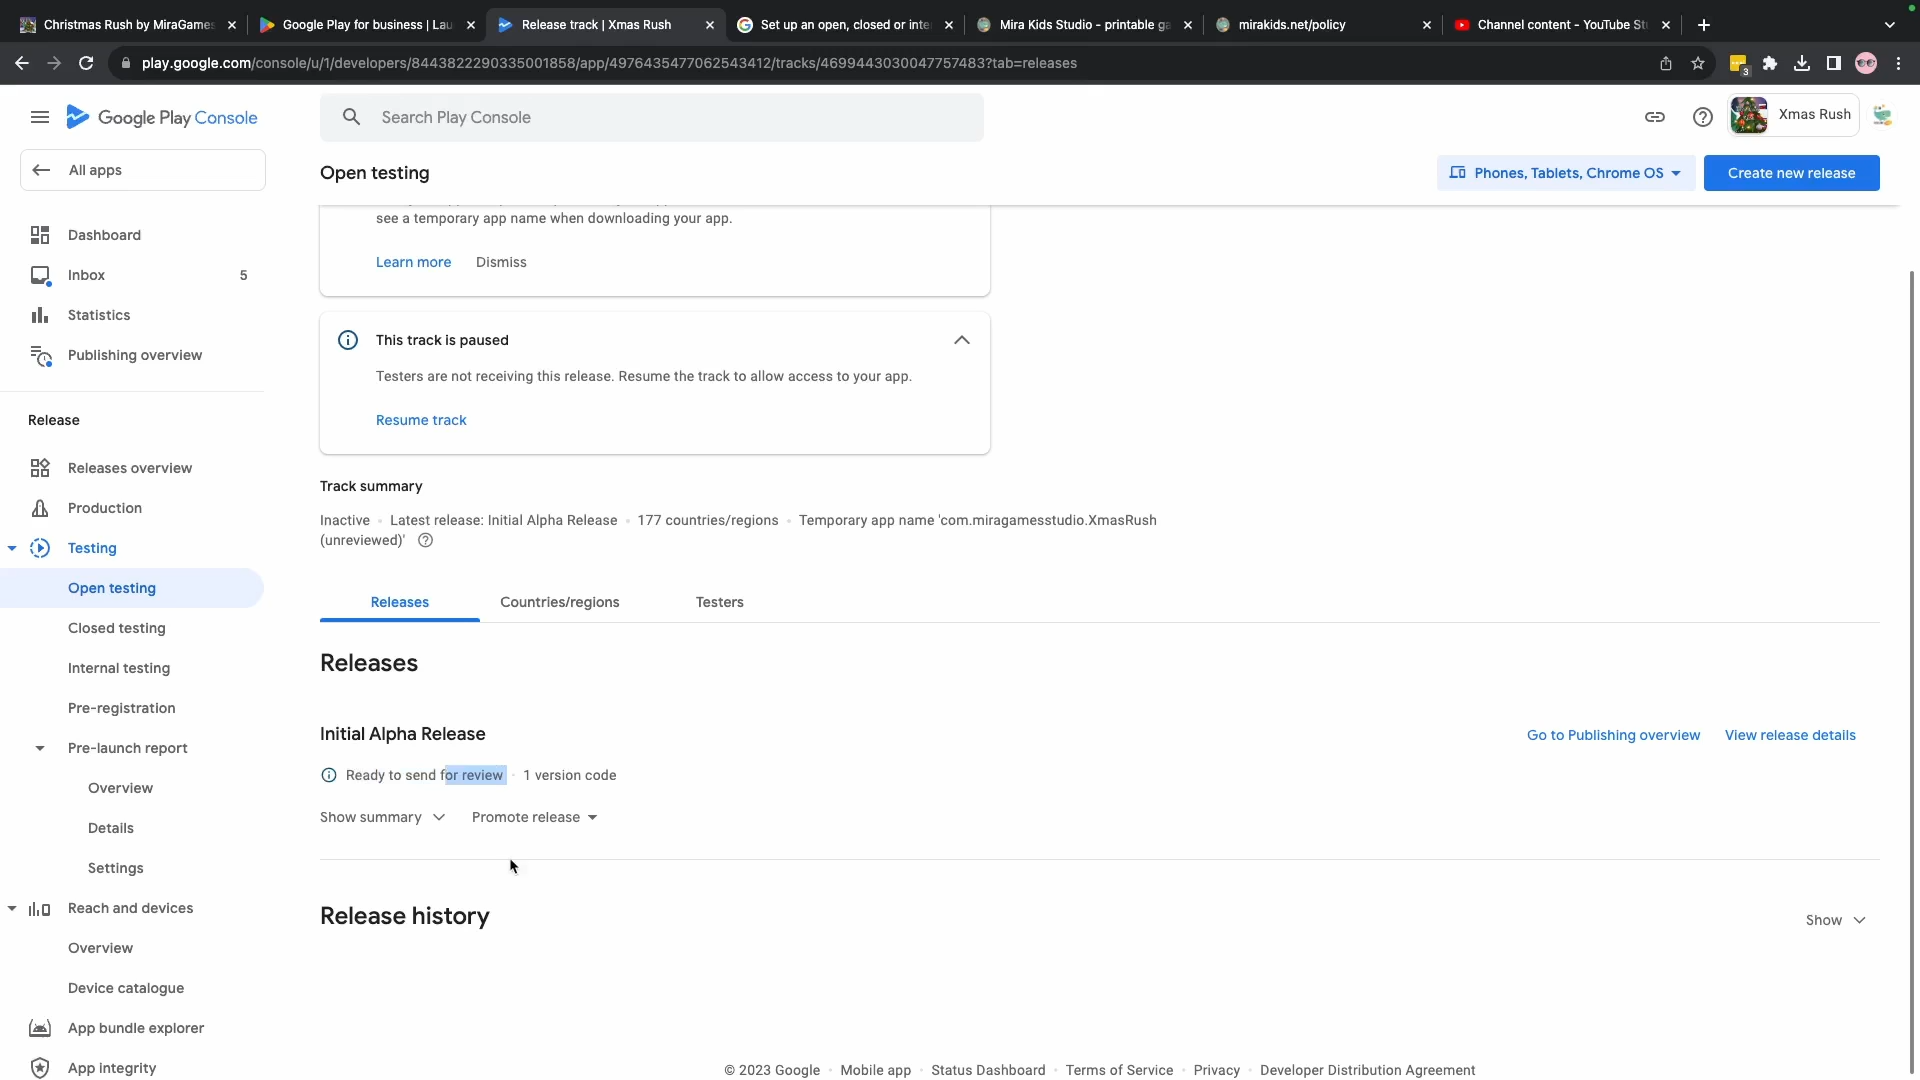 Christmas Rush by MiraGames
Google Play for business | Lau
Release track | Xmas Rush
Set up an open, closed or inte
Mira Kids Studio - printable ga
mirakids.net/policy
Channel content - YouTube St
play.google.com/console/u/1/developers/8443822290335001858/app/4976435477062543412/tracks/4699443030047757483?tab=releases
3
Google Play Console
Search Play Console
Xmas Rush
All apps
Open testing
Phones, Tablets, Chrome OS
Create new release
see a temporary app name when downloading your app.
Learn more
Dismiss
Dashboard
Inbox
5
Statistics
Publishing overview
This track is paused
Testers are not receiving this release. Resume the track to allow access to your app.
Resume track
Release
Releases overview
Production
Testing
Open testing
Closed testing
Internal testing
Pre-registration
Pre-launch report
Overview
Details
Settings
Reach and devices
Overview
Device catalogue
App bundle explorer
App integrity
Track summary
Inactive • Latest release: Initial Alpha Release • 177 countries/regions • Temporary app name 'com.miragamesstudio.XmasRush
(unreviewed)'
Releases
Countries/regions
Testers
Releases
Initial Alpha Release
Go to Publishing overview
View release details
Ready to send for review • 1 version code
Show summary
Promote release
Release history
Show
© 2023 Google • Mobile app • Status Dashboard • Terms of Service • Privacy • Developer Distribution Agreement